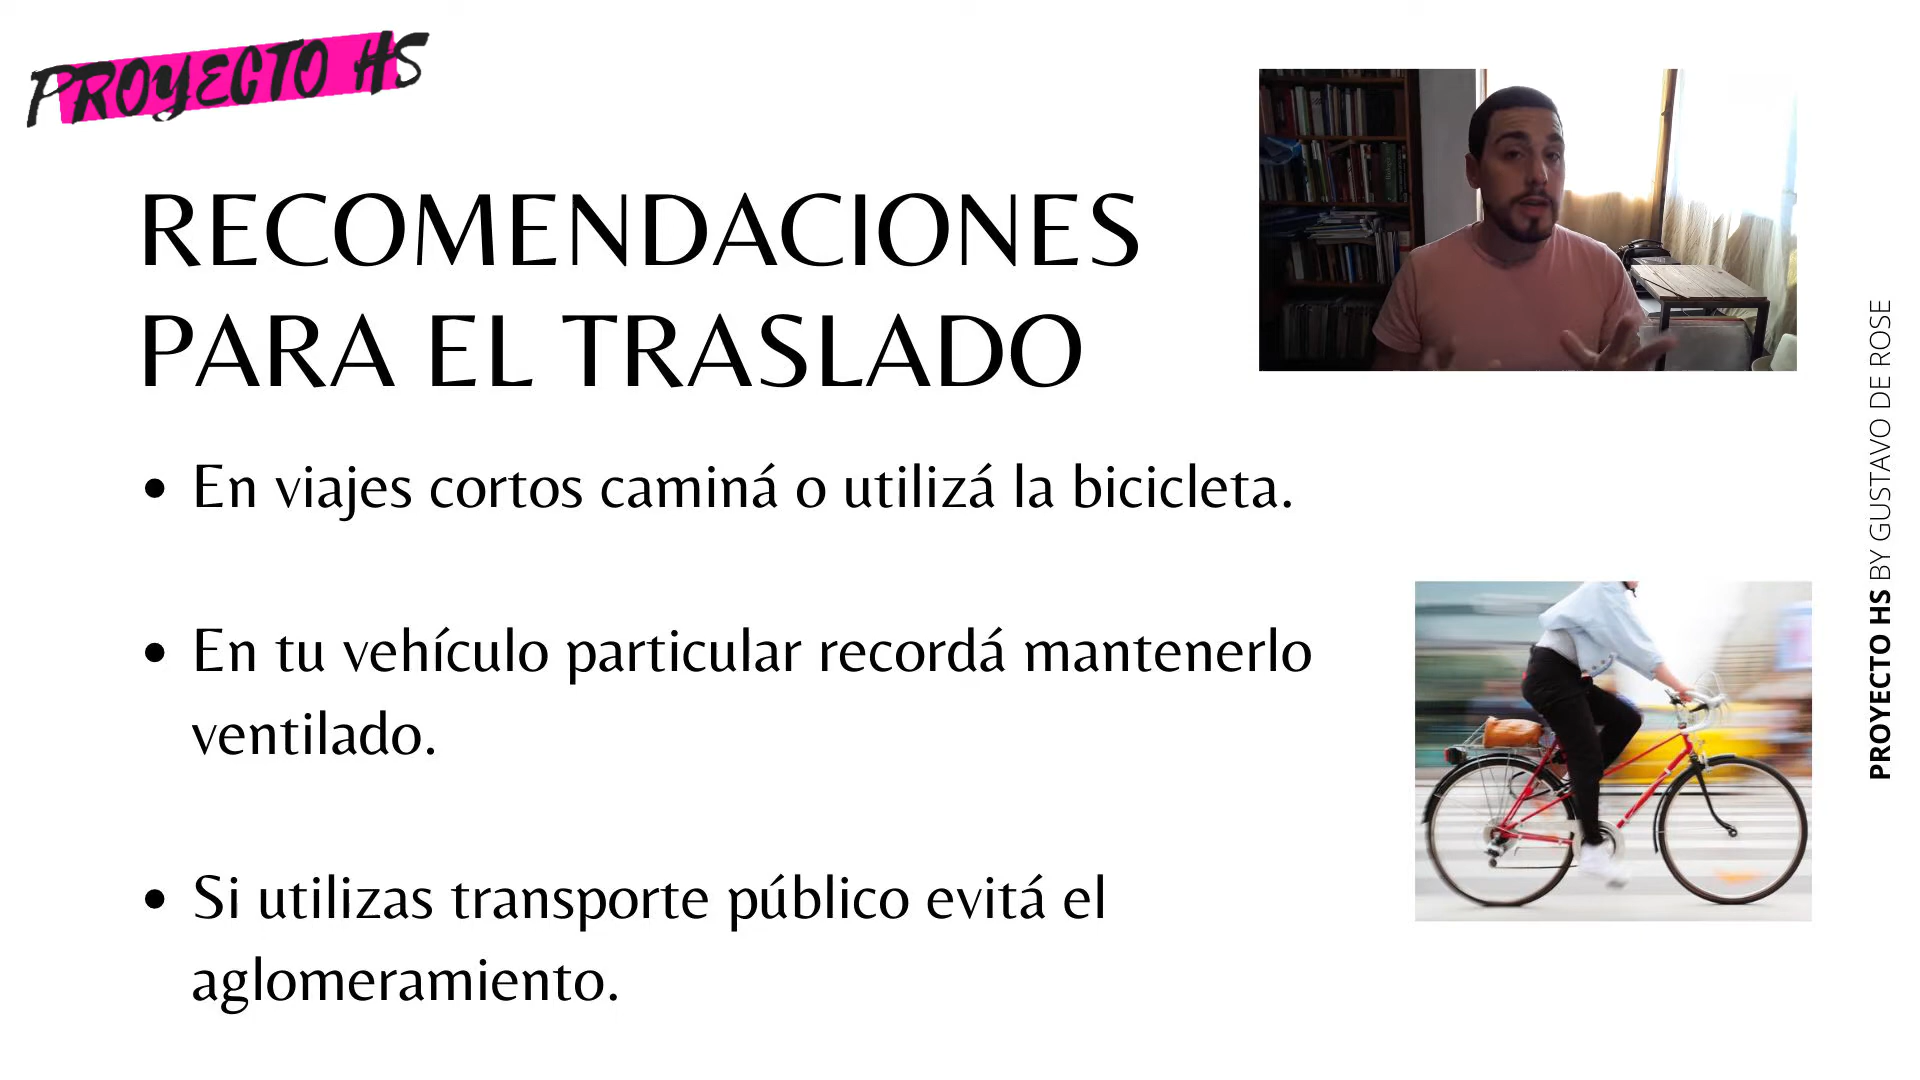 PROYECTO HS
RECOMENDACIONES
PARA EL TRASLADO
• En viajes cortos caminá o utilizá la bicicleta.
• En tu vehículo particular recordá mantenerlo
ventilado.
• Si utilizas transporte público evitá el
aglomeramiento.
PROYECTO HS BY GUSTAVO DE ROSE